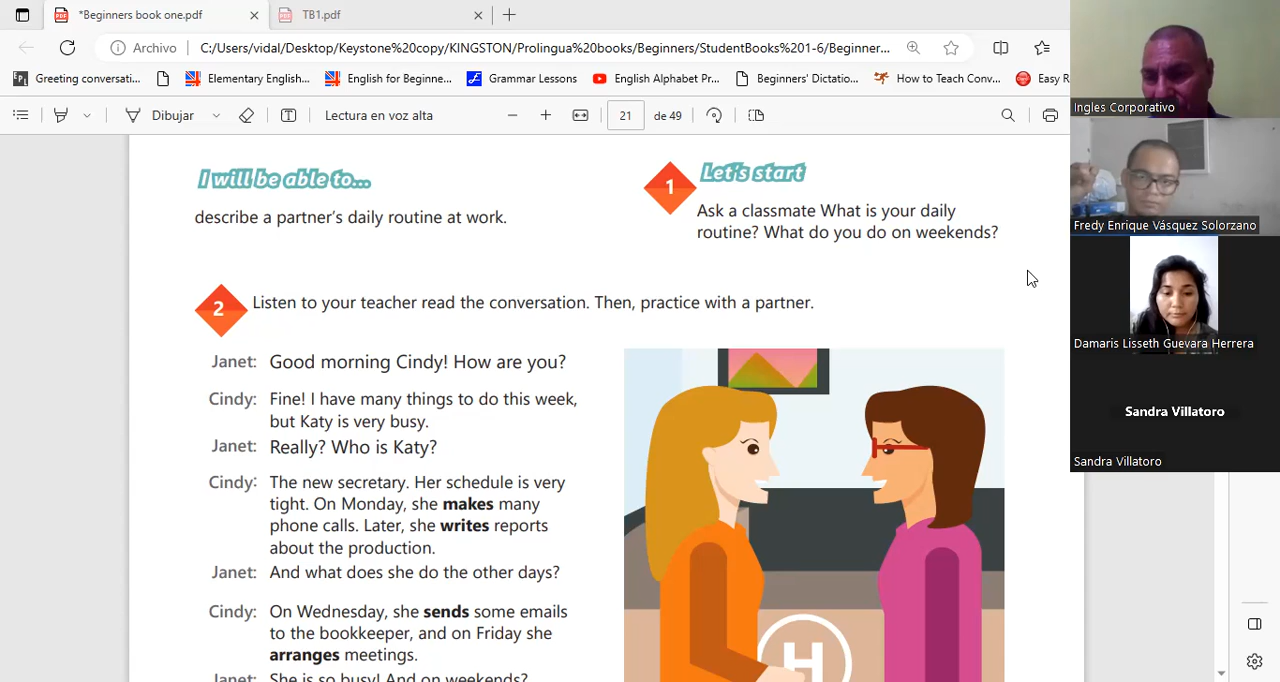 *Beginners book one.pdf
TB1.pdf
Archivo
C:/Users/vidal/Desktop/Keystone%20copy/KINGSTON/Prolingua%20books/Beginners/StudentBooks%201-6/Beginner...
Greeting conversati...
Elementary English...
English for Beginne...
Grammar Lessons
English Alphabet Pr...
Beginners' Dictatio...
How to Teach Conv...
Easy R
Dibujar
Lectura en voz alta
21
de 49
I will be able to...
describe a partner's daily routine at work.
1
Let's start
Ask a classmate What is your daily
routine? What do you do on weekends?
2
Listen to your teacher read the conversation. Then, practice with a partner.
Janet: Good morning Cindy! How are you?
Cindy: Fine! I have many things to do this week,
but Katy is very busy.
Janet: Really? Who is Katy?
Cindy: The new secretary. Her schedule is very
tight. On Monday, she makes many
phone calls. Later, she writes reports
about the production.
Janet: And what does she do the other days?
Cindy: On Wednesday, she sends some emails
to the bookkeeper, and on Friday she
arranges meetings.
Janet: She is so busy! And on weekends?
H
Ingles Corporativo
Fredy Enrique Vásquez Solorzano
Damaris Lisseth Guevara Herrera
Sandra Villatoro
Sandra Villatoro